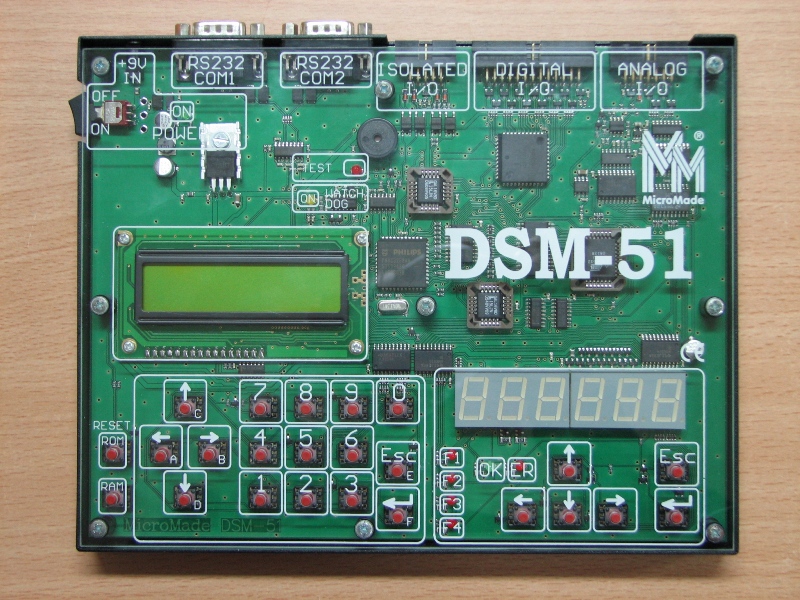 +9V
IN
RS232
COM1
RS232
COM2
ISOLATED
I/O
DIGITAL
I/O
ANALOG
I/O
OFF
ON
ON
POWER
TEST
ON
WATCH
DOG
MM ®
MicroMade
DSM-51
C
7
8
9
0
RESET
ROM
A
B
4
5
6
Esc
E
F1
OK
ER
Esc
F2
RAM
D
1
2
3
F
F3
F4
MicroMade DSM-51